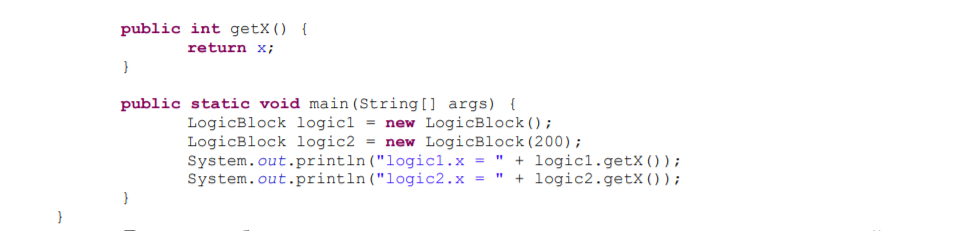 public int getX() {
return x;
}
public static void main(String[] args) {
LogicBlock logic1 = new LogicBlock();
LogicBlock logic2 = new LogicBlock(200);
System.out.println("logic1.x = " + logic1.getX());
System.out.println("logic2.x = " + logic2.getX());
}
}